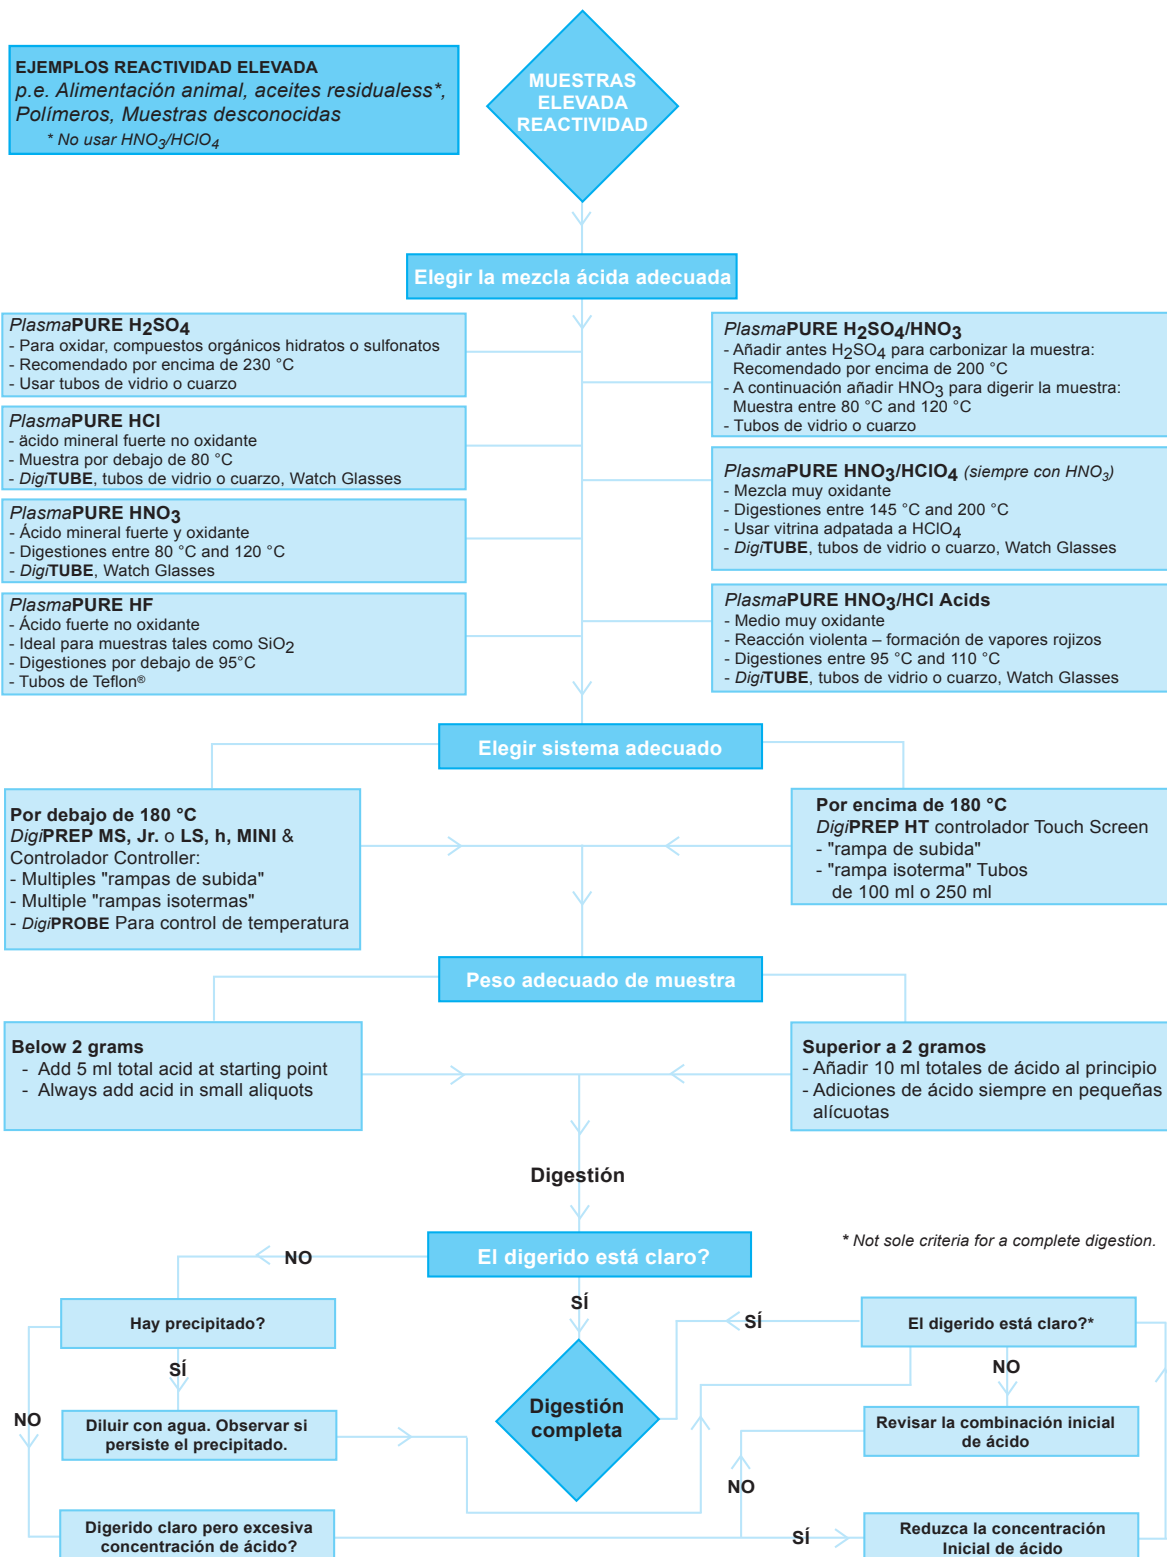 EJEMPLOS REACTIVIDAD ELEVADA
p.e. Alimentación animal, aceites residualess*,
Polímeros, Muestras desconocidas
* No usar HNO3/HClO4
MUESTRAS
ELEVADA
REACTIVIDAD
Elegir la mezcla ácida adecuada
PlasmaPURE H2SO4
- Para oxidar, compuestos orgánicos hidratos o sulfonatos
- Recomendado por encima de 230 °C
- Usar tubos de vidrio o cuarzo
PlasmaPURE HCl
- äcido mineral fuerte no oxidante
- Muestra por debajo de 80 °C
- DigiTUBE, tubos de vidrio o cuarzo, Watch Glasses
PlasmaPURE HNO3
- Ácido mineral fuerte y oxidante
- Digestiones entre 80 °C and 120 °C
- DigiTUBE, Watch Glasses
PlasmaPURE HF
- Ácido fuerte no oxidante
- Ideal para muestras tales como SiO2
- Digestiones por debajo de 95°C
- Tubos de Teflon®
PlasmaPURE H2SO4/HNO3
- Añadir antes H2SO4 para carbonizar la muestra:
Recomendado por encima de 200 °C
- A continuación añadir HNO3 para digerir la muestra:
Muestra entre 80 °C and 120 °C
- Tubos de vidrio o cuarzo
PlasmaPURE HNO3/HClO4 (siempre con HNO3)
- Mezcla muy oxidante
- Digestiones entre 145 °C and 200 °C
- Usar vitrina adpatada a HClO4
- DigiTUBE, tubos de vidrio o cuarzo, Watch Glasses
PlasmaPURE HNO3/HCl Acids
- Medio muy oxidante
- Reacción violenta – formación de vapores rojizos
- Digestiones entre 95 °C and 110 °C
- DigiTUBE, tubos de vidrio o cuarzo, Watch Glasses
Elegir sistema adecuado
Por debajo de 180 °C
DigiPREP MS, Jr. o LS, h, MINI &
Controlador Controller:
- Multiples "rampas de subida"
- Multiple "rampas isotermas"
- DigiPROBE Para control de temperatura
Por encima de 180 °C
DigiPREP HT controlador Touch Screen
- "rampa de subida"
- "rampa isoterma" Tubos
de 100 ml o 250 ml
Peso adecuado de muestra
Below 2 grams
- Add 5 ml total acid at starting point
- Always add acid in small aliquots
Superior a 2 gramos
- Añadir 10 ml totales de ácido al principio
- Adiciones de ácido siempre en pequeñas
alícuotas
Digestión
El digerido está claro?
* Not sole criteria for a complete digestion.
NO
SÍ
Hay precipitado?
SÍ
NO
Diluir con agua. Observar si
persiste el precipitado.
Digestión
completa
SÍ
El digerido está claro?*
NO
Revisar la combinación inicial
de ácido
NO
Digerido claro pero excesiva
concentración de ácido?
SÍ
Reduzca la concentración
Inicial de ácido